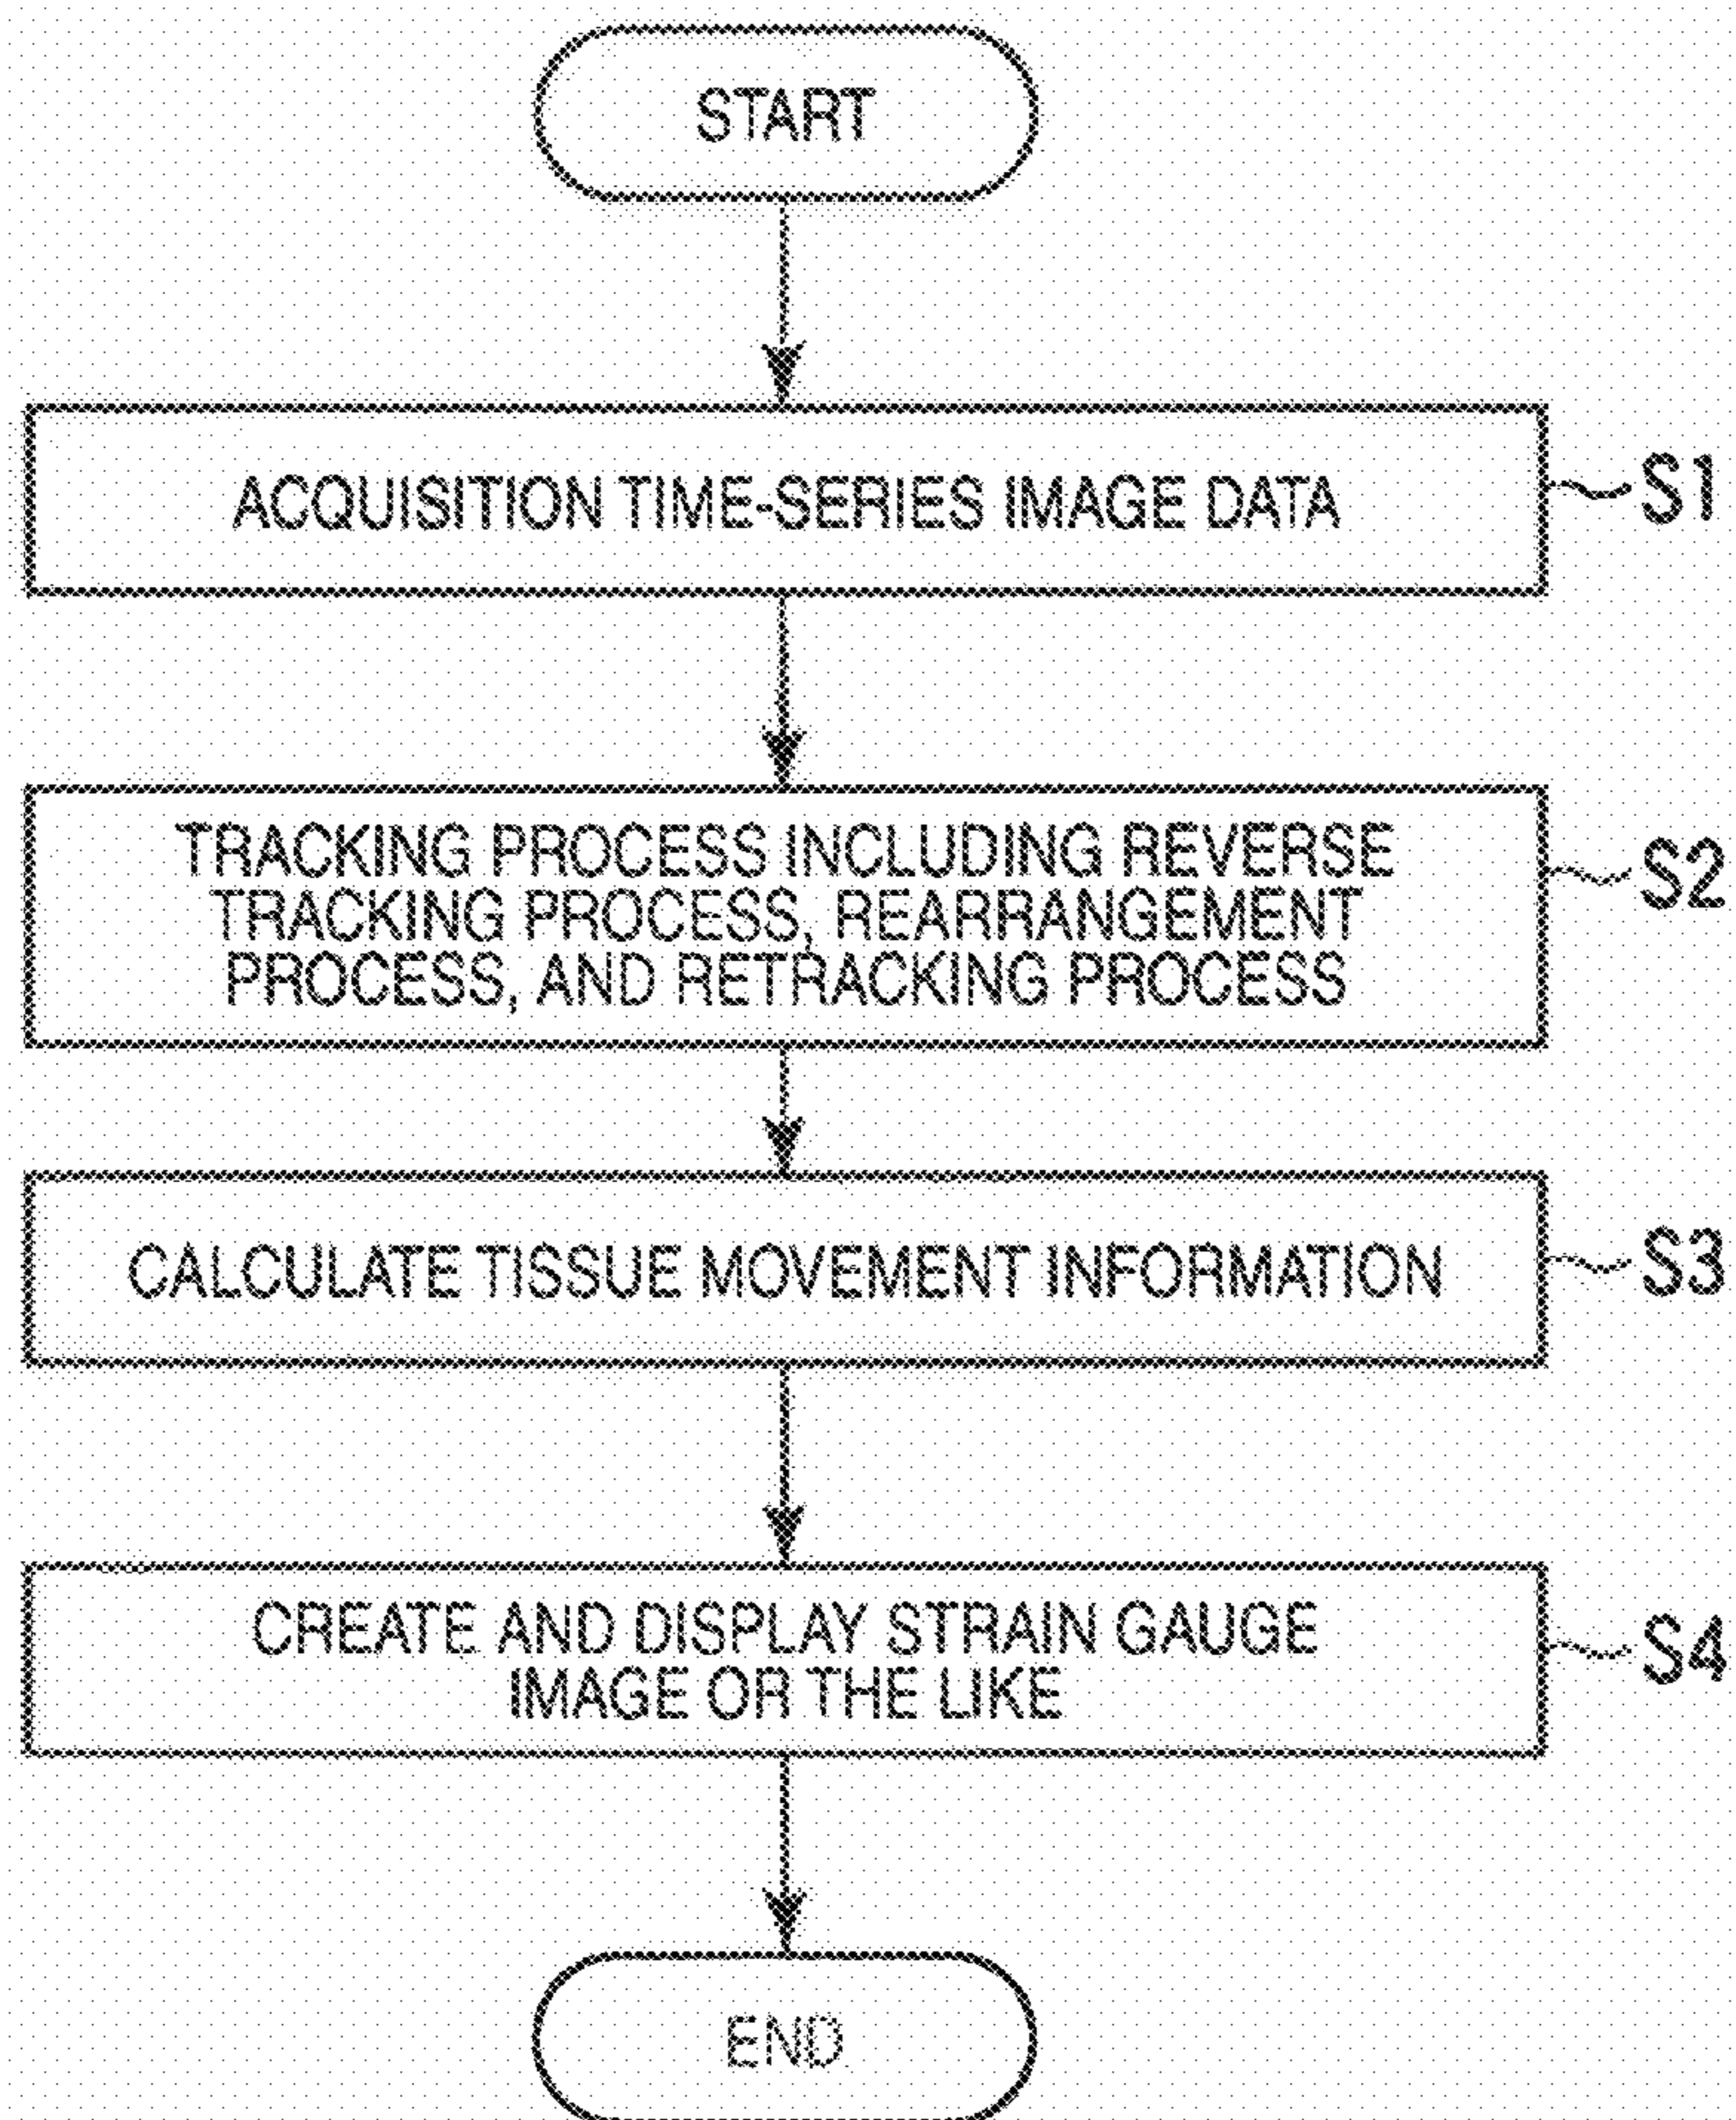 START
ACQUISITION TIME-SERIES IMAGE DATA
S1
TRACKING PROCESS INCLUDING REVERSE
TRACKING PROCESS, REARRANGEMENT
PROCESS, AND RETRACKING PROCESS
S2
CALCULATE TISSUE MOVEMENT INFORMATION
S3
CREATE AND DISPLAY STRAIN GAUGE
IMAGE OR THE LIKE
S4
END